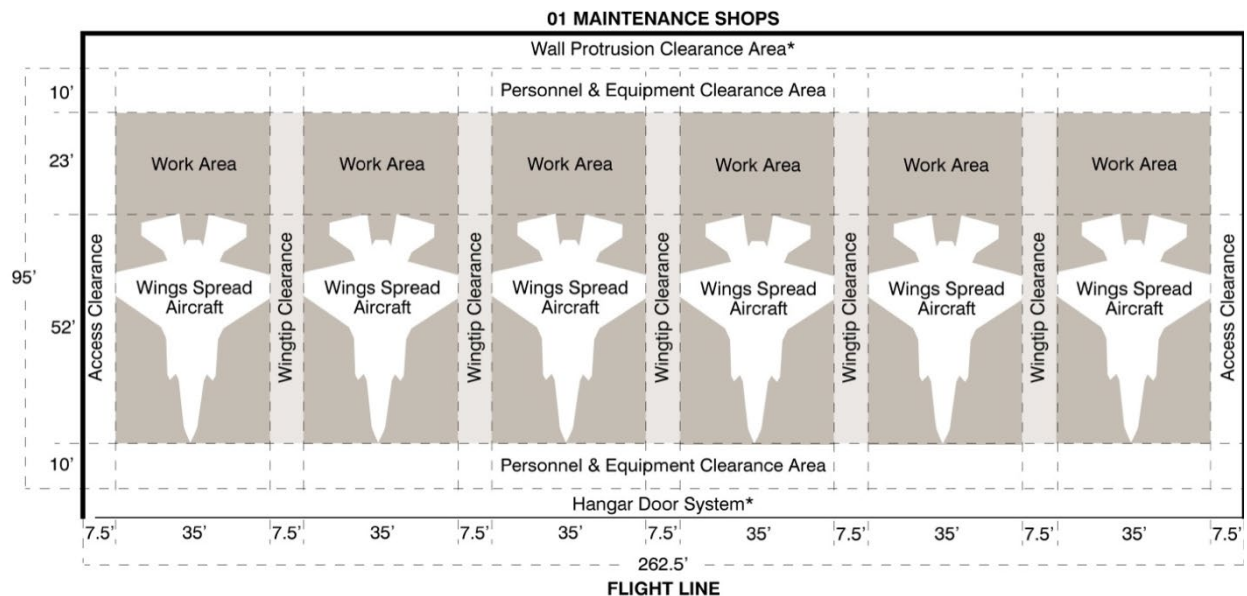 01 MAINTENANCE SHOPS
Wall Protrusion Clearance Area*
10’
Personnel & Equipment Clearance Area
23’
Work Area
Work Area
Work Area
Work Area
Work Area
Work Area
95’
52’
Access Clearance
Wings Spread
Aircraft
Wingtip Clearance
Wings Spread
Aircraft
Wingtip Clearance
Wings Spread
Aircraft
Wingtip Clearance
Wings Spread
Aircraft
Wingtip Clearance
Wings Spread
Aircraft
Wingtip Clearance
Wings Spread
Aircraft
Access Clearance
10’
Personnel & Equipment Clearance Area
Hangar Door System*
7.5’ 35’ 7.5’ 35’ 7.5’ 35’ 7.5’ 35’ 7.5’ 35’ 7.5’ 35’ 7.5’
262.5’
FLIGHT LINE